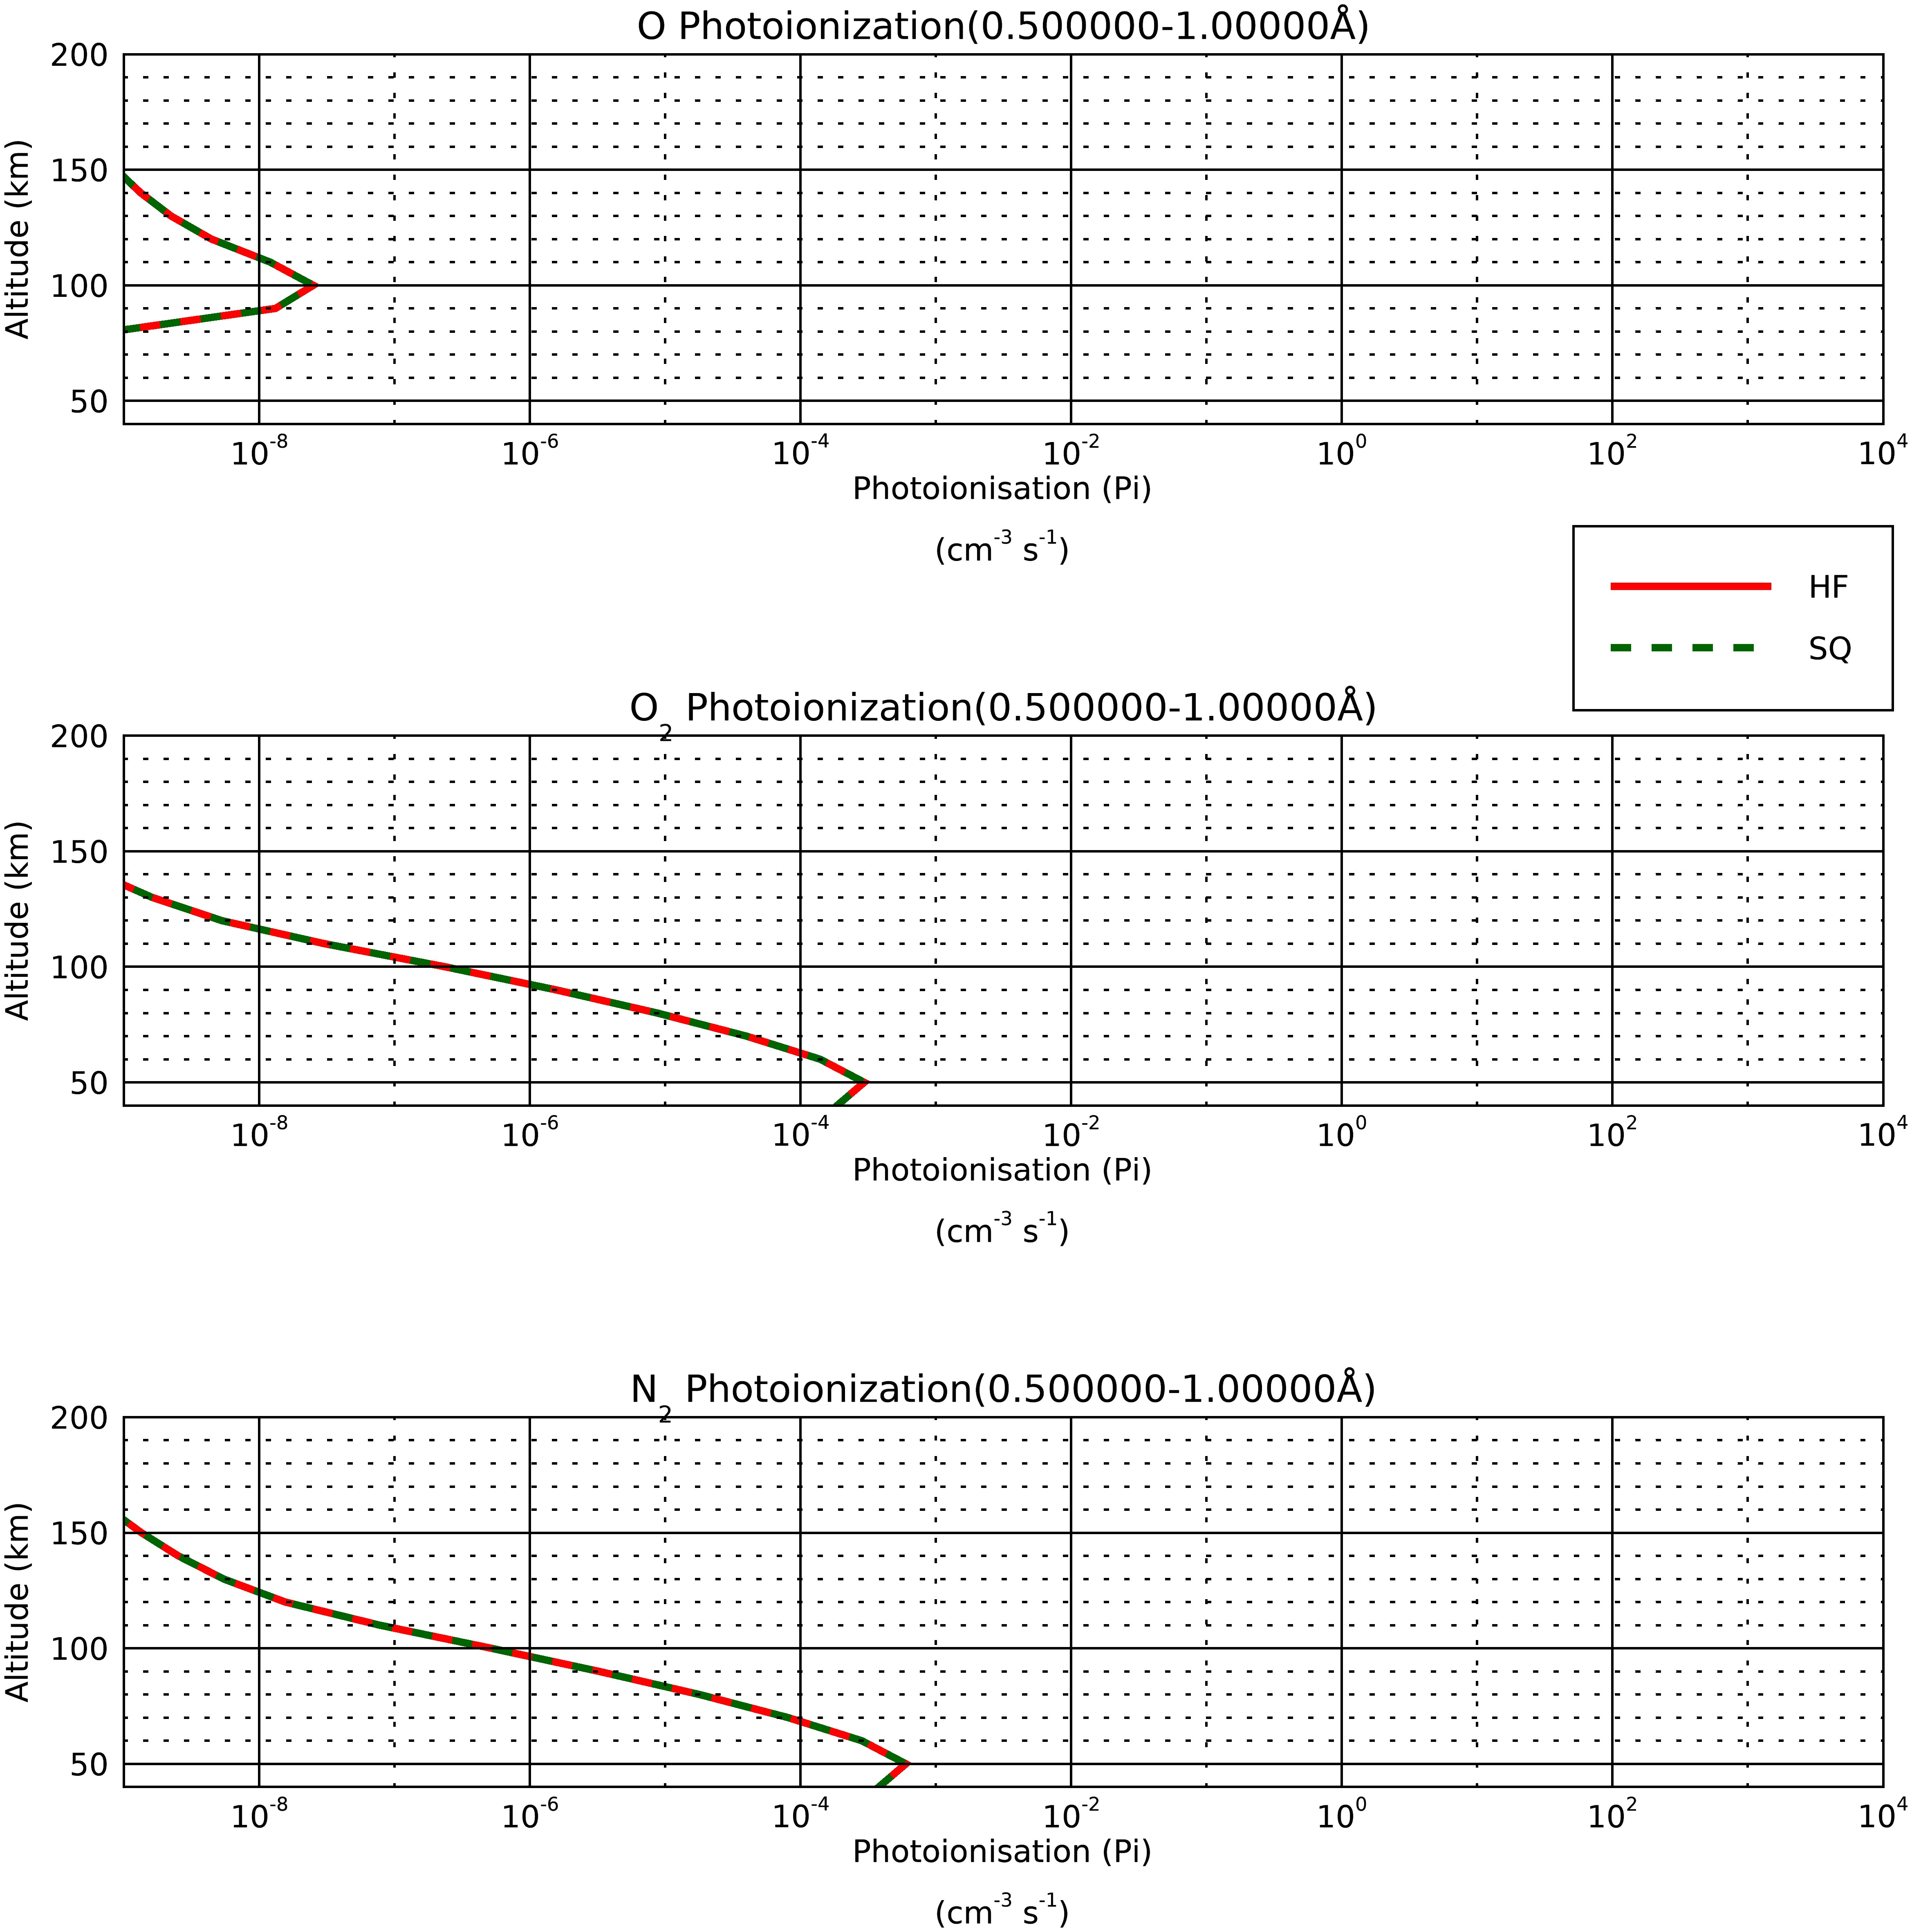 O Photoionization(0.500000-1.00000Å)
200
150
100
50
Altitude (km)
10⁻⁸ 10⁻⁶ 10⁻⁴ 10⁻² 10⁰ 10² 10⁴
Photoionisation (Pi)
(cm⁻³ s⁻¹)
HF
SQ
O₂ Photoionization(0.500000-1.00000Å)
200
150
100
50
Altitude (km)
10⁻⁸ 10⁻⁶ 10⁻⁴ 10⁻² 10⁰ 10² 10⁴
Photoionisation (Pi)
(cm⁻³ s⁻¹)
N₂ Photoionization(0.500000-1.00000Å)
200
150
100
50
Altitude (km)
10⁻⁸ 10⁻⁶ 10⁻⁴ 10⁻² 10⁰ 10² 10⁴
Photoionisation (Pi)
(cm⁻³ s⁻¹)